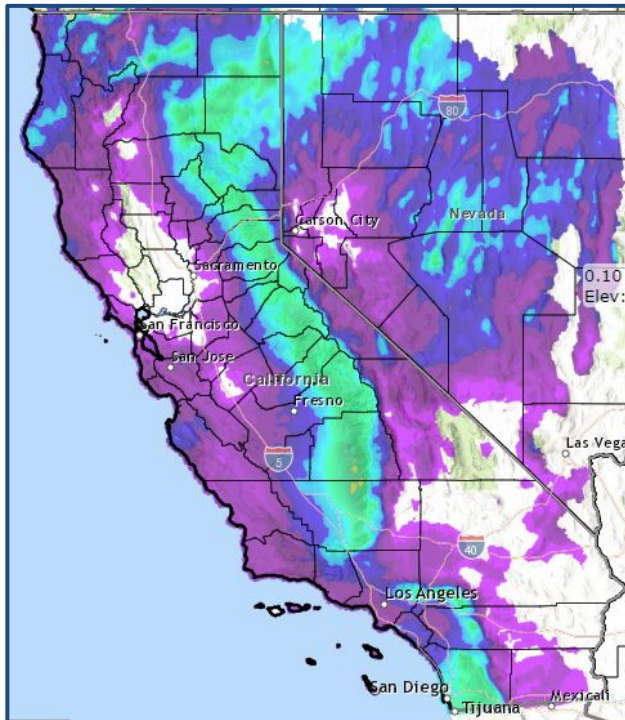 80
Carson City
Nevada
Sacramento
0.10
Elev:
San Francisco
San Jose
California
Fresno
5
Las Vega
40
Los Angeles
San Diego
Tijuana
Mexicali